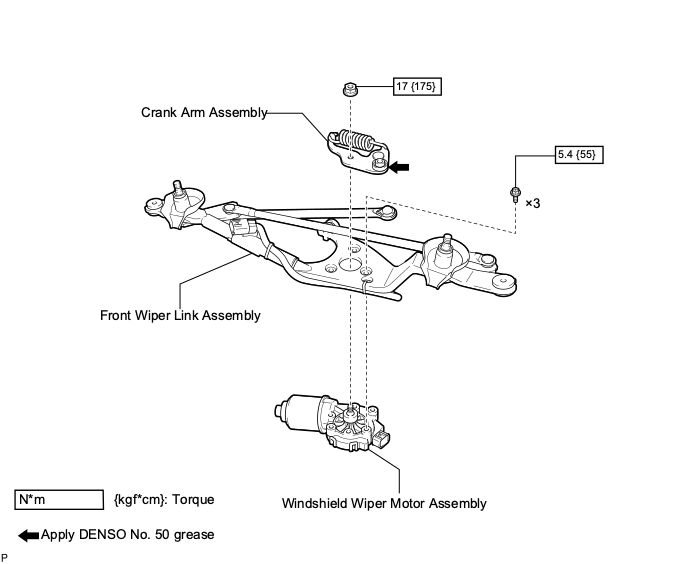 17 {175}
Crank Arm Assembly
5.4 {55}
×3
Front Wiper Link Assembly
N*m {kgf*cm}: Torque
Windshield Wiper Motor Assembly
Apply DENSO No. 50 grease
P